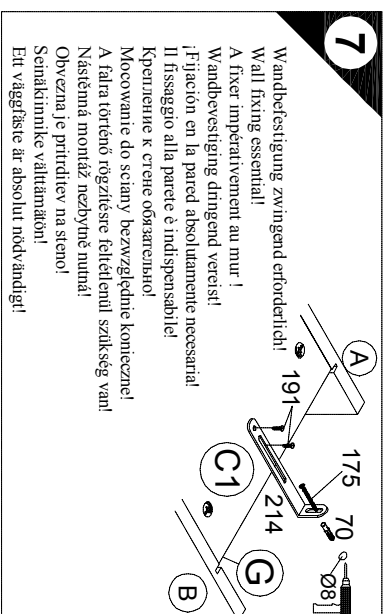 7
Wandbefestigung zwingend erforderlich!
Wall fixing essential!
A fixer impérativement au mur !
Wandbevestiging dringend vereist!
¡Fijación en la pared absolutamente necesaria!
Il fissaggio alla parete è indispensabile!
Крепление к стене обязательно!
Mocowanie do sciany bezwzględnie konieczne!
A falra történő rögzítésre feltétlenül szükség van!
Nástěnná montáž nezbytně nutná!
Obvezna je pritrditev na steno!
Seinäkiinnike välttämätön!
Ett väggfäste är absolut nödvändigt!
A
191
175
70
Ø8
214
C1
G
B